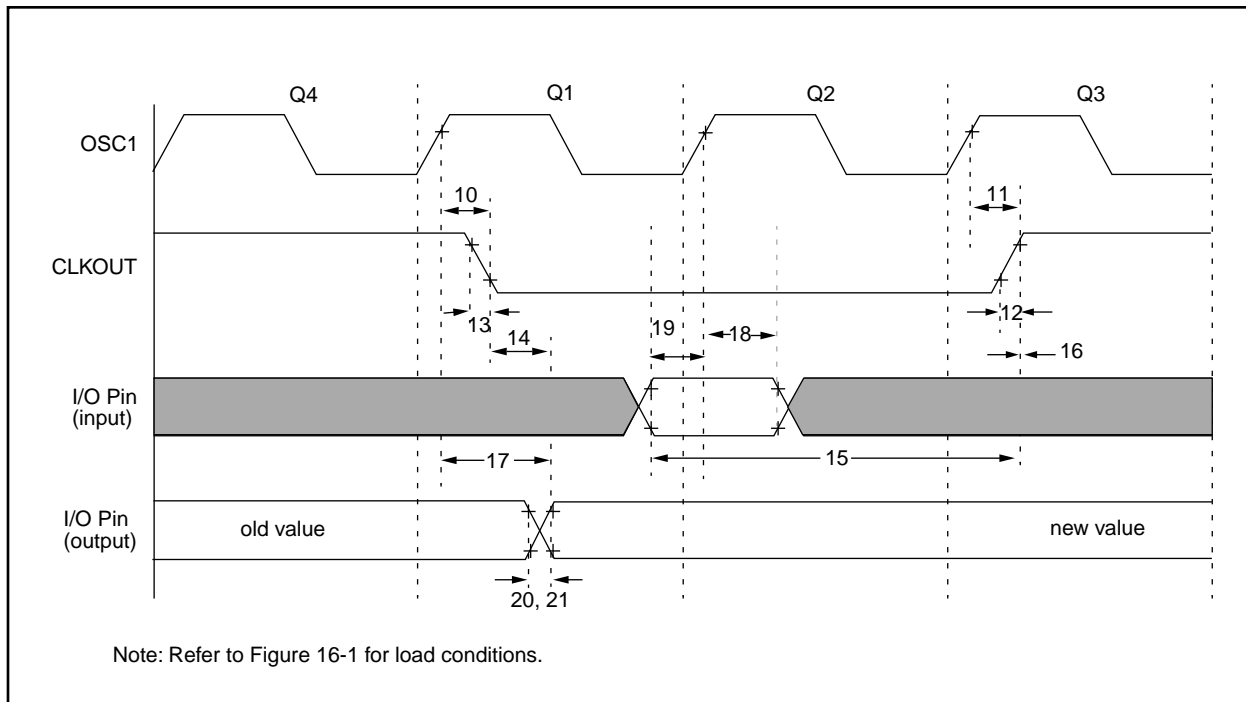 Q4
Q1
Q2
Q3
OSC1
10
11
CLKOUT
13
12
14
19
18
16
I/O Pin
(input)
17
15
I/O Pin
(output)
old value
new value
20, 21
Note: Refer to Figure 16-1 for load conditions.